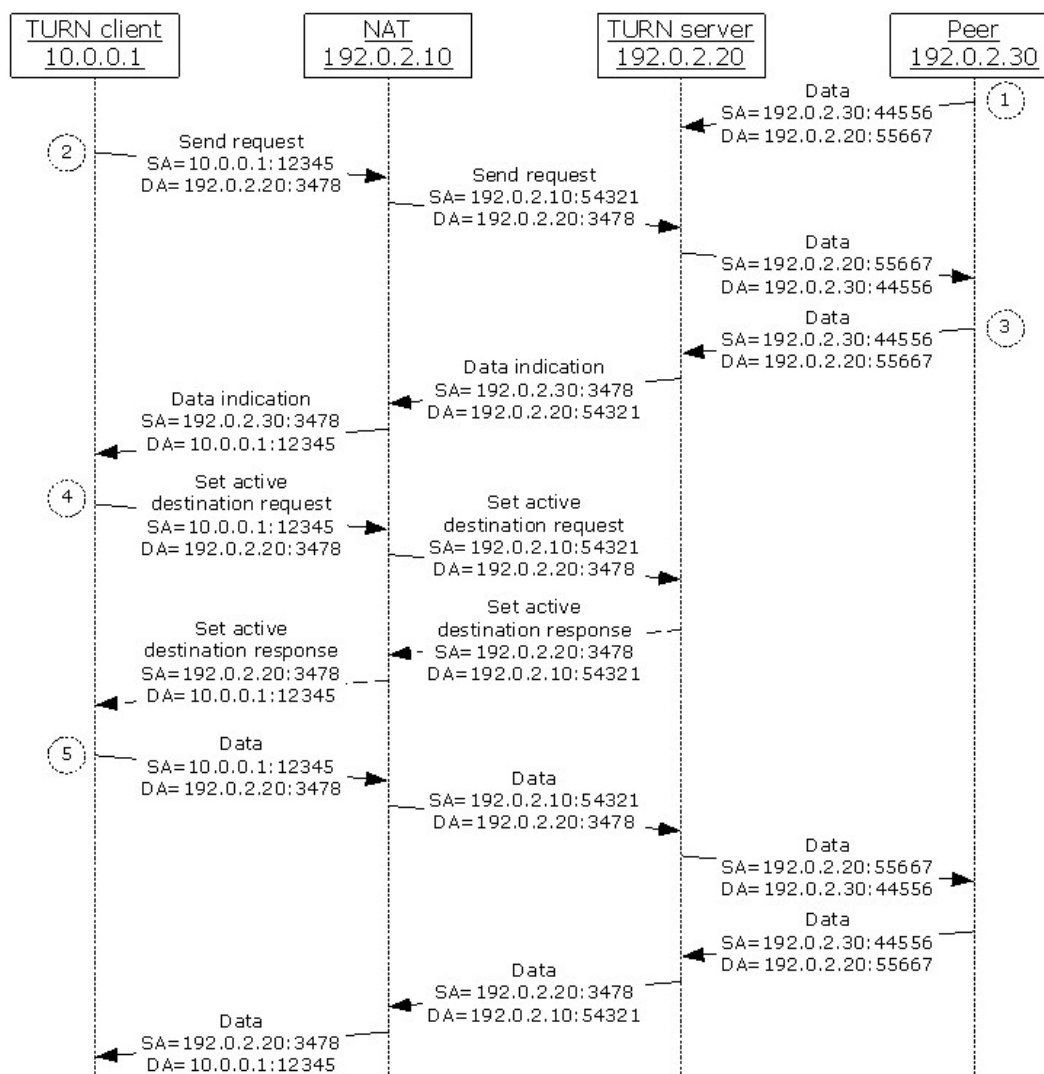 TURN client
10.0.0.1
NAT
192.0.2.10
TURN server
192.0.2.20
Peer
192.0.2.30
1
Data
SA=192.0.2.30:44556
DA=192.0.2.20:55667
2
Send request
SA=10.0.0.1:12345
DA=192.0.2.20:3478
Send request
SA=192.0.2.10:54321
DA=192.0.2.20:3478
Data
SA=192.0.2.20:55667
DA=192.0.2.30:44556
3
Data
SA=192.0.2.30:44556
DA=192.0.2.20:55667
Data indication
SA=192.0.2.30:3478
DA=192.0.2.20:54321
Data indication
SA=192.0.2.30:3478
DA=10.0.0.1:12345
4
Set active
destination request
SA=10.0.0.1:12345
DA=192.0.2.20:3478
Set active
destination request
SA=192.0.2.10:54321
DA=192.0.2.20:3478
Set active
destination response
SA=192.0.2.20:3478
DA=192.0.2.10:54321
Set active
destination response
SA=192.0.2.20:3478
DA=10.0.0.1:12345
5
Data
SA=10.0.0.1:12345
DA=192.0.2.20:3478
Data
SA=192.0.2.10:54321
DA=192.0.2.20:3478
Data
SA=192.0.2.20:55667
DA=192.0.2.30:44556
Data
SA=192.0.2.30:44556
DA=192.0.2.20:55667
Data
SA=192.0.2.20:3478
DA=192.0.2.10:54321
Data
SA=192.0.2.20:3478
DA=10.0.0.1:12345